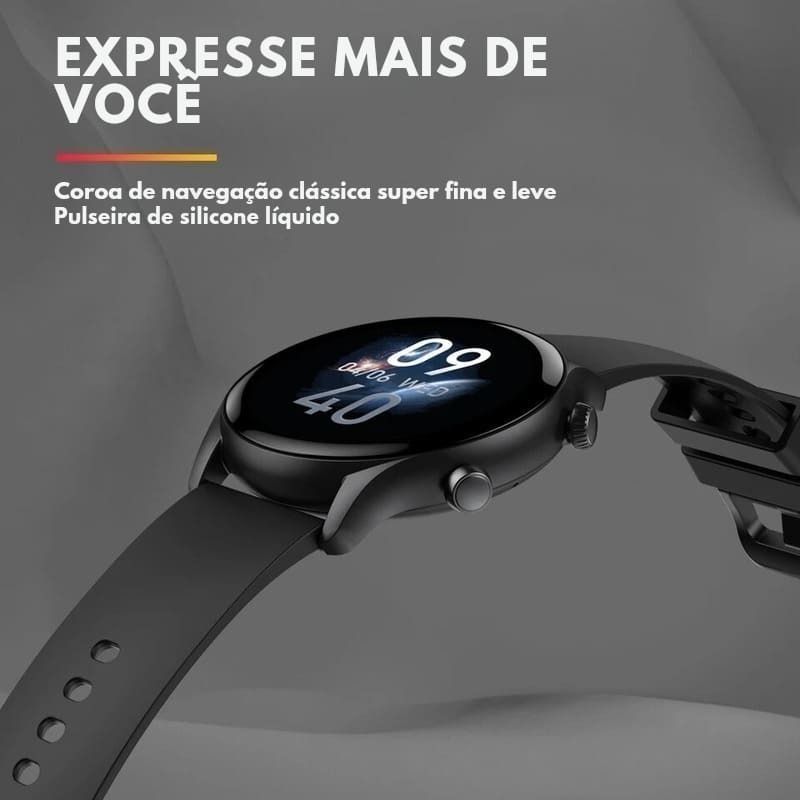 EXPRESSE MAIS DE
VOCÊ
Coroa de navegação clássica super fina e leve
Pulseira de silicone líquido
09
04/06 WED
40